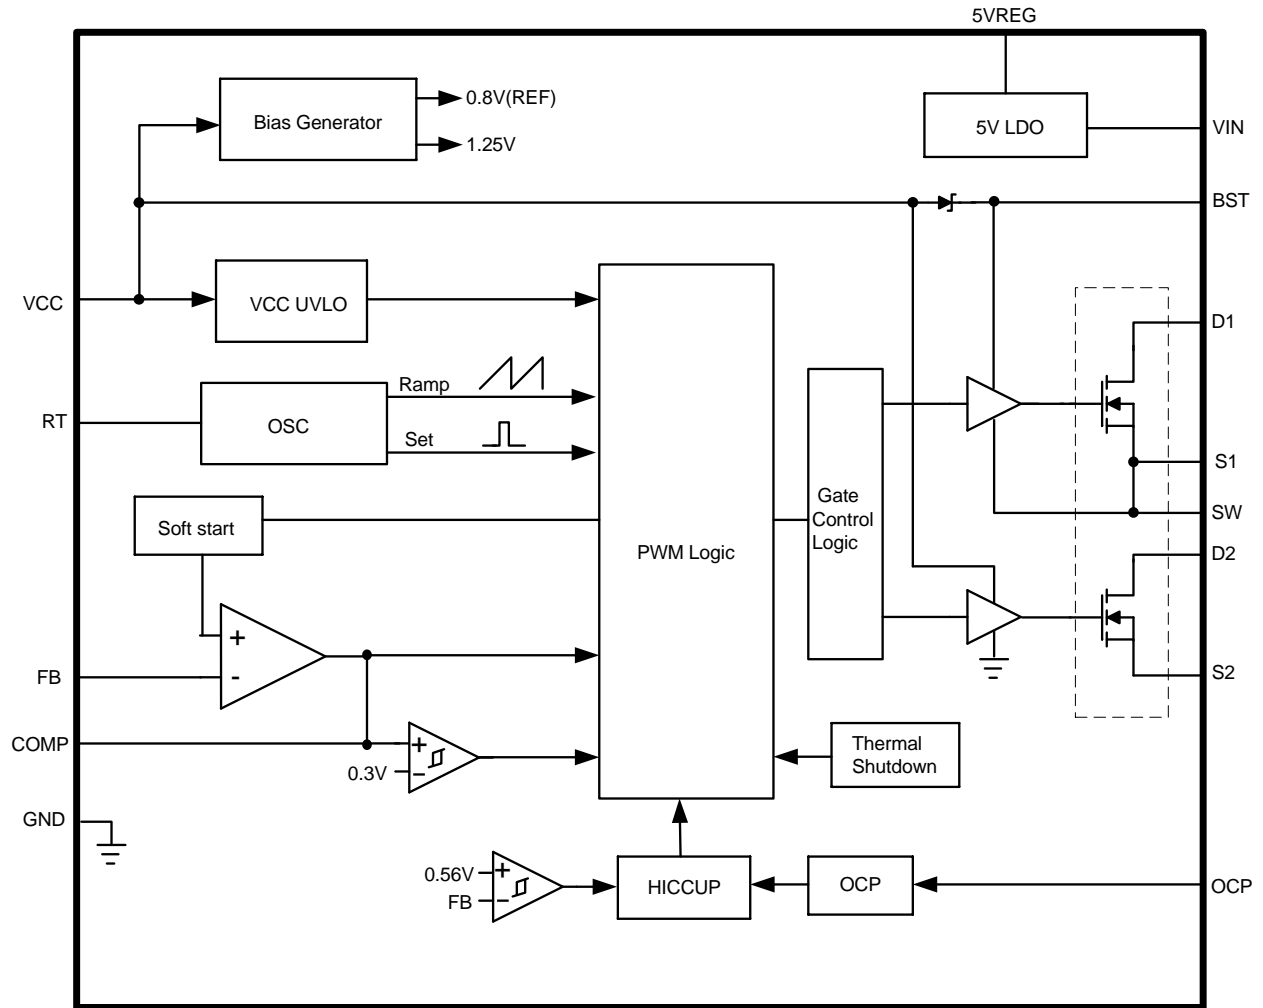 5VREG
Bias Generator
0.8V(REF)
1.25V
5V LDO
VIN
BST
VCC
VCC UVLO
D1
RT
OSC
Ramp
Set
S1
SW
Soft start
PWM Logic
Gate
Control
Logic
D2
+
-
FB
S2
COMP
+
0.3V
−
Thermal
Shutdown
GND
0.56V
+
FB
−
HICCUP
OCP
OCP